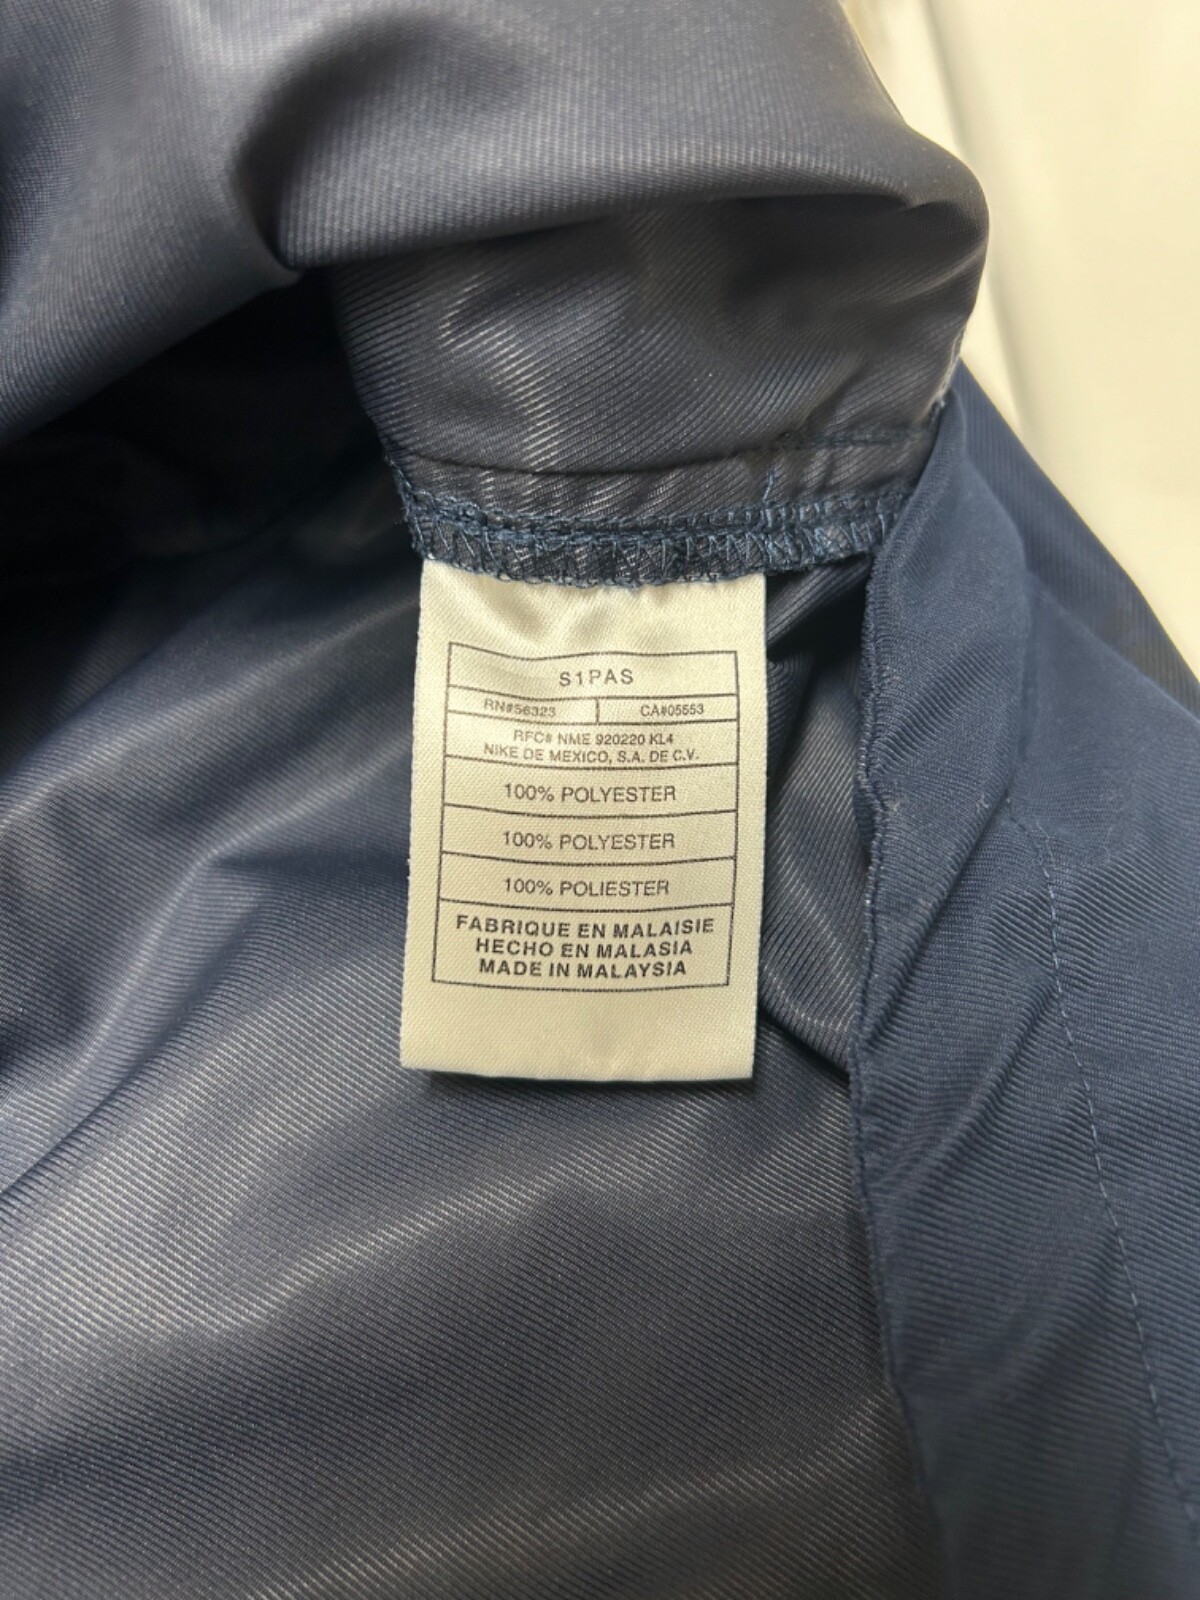 S1PAS
RN#56323 CA#05553
RFC# NME 920220 KL4
NIKE DE MEXICO, S.A. DE C.V.
100% POLYESTER
100% POLYESTER
100% POLIESTER
FABRIQUE EN MALAISIE
HECHO EN MALASIA
MADE IN MALAYSIA